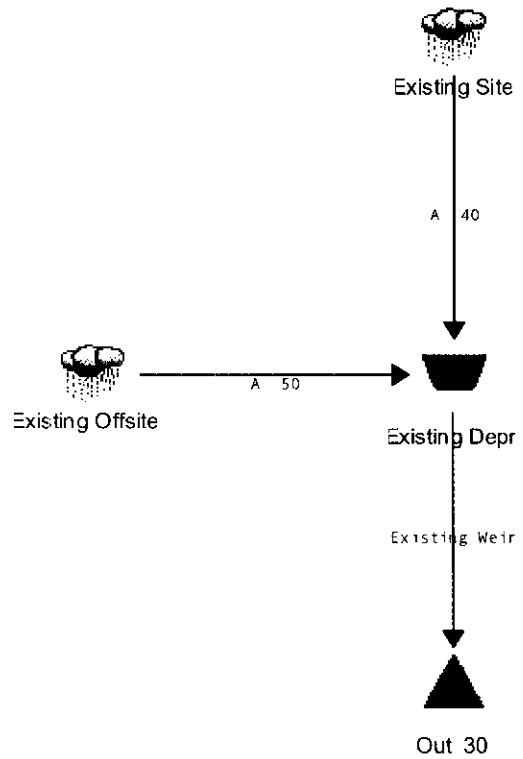 Existing Site
A 40
A 50
Existing Offsite
Existing Depr
Existing Weir
Out 30